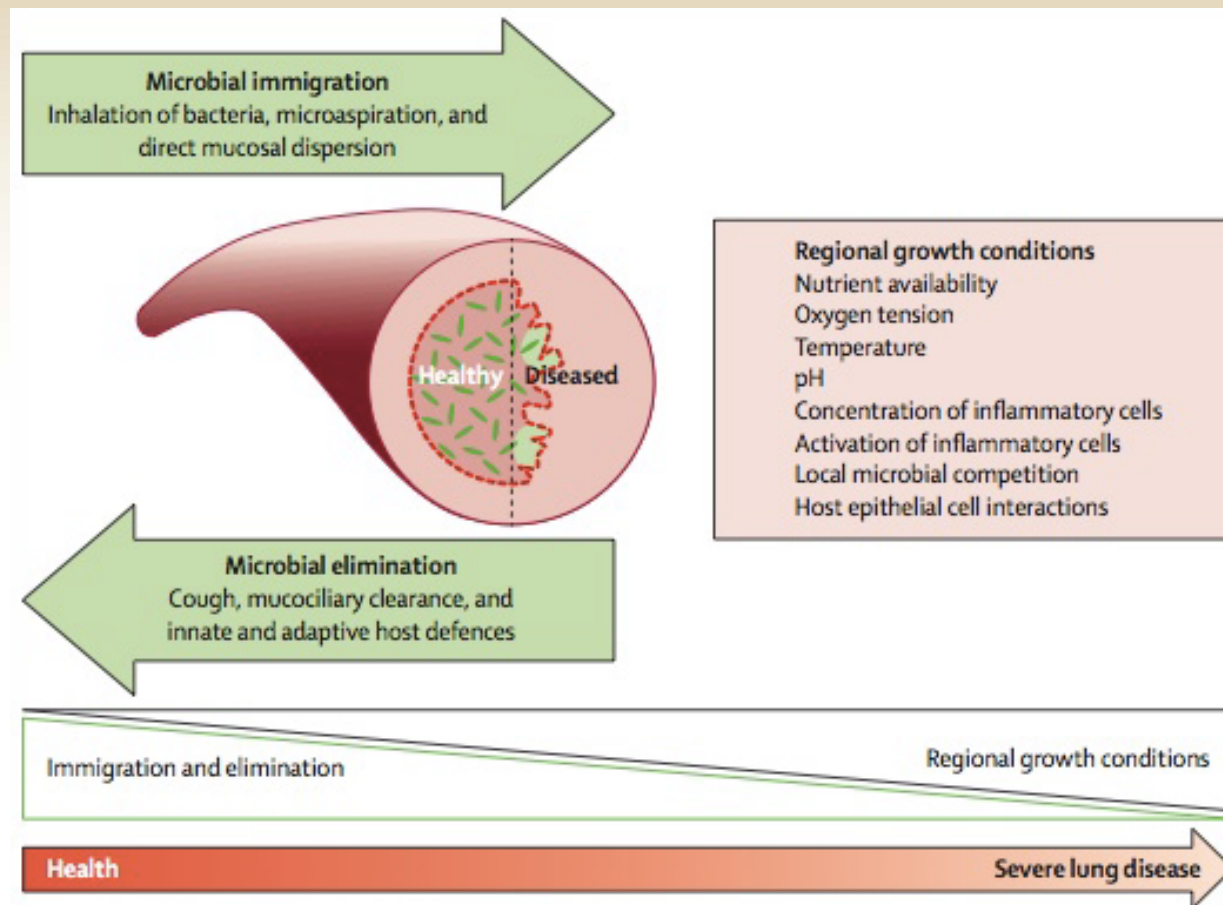 Microbial immigration
Inhalation of bacteria, microaspiration, and
direct mucosal dispersion
Healthy
Diseased
Regional growth conditions
Nutrient availability
Oxygen tension
Temperature
pH
Concentration of inflammatory cells
Activation of inflammatory cells
Local microbial competition
Host epithelial cell interactions
Microbial elimination
Cough, mucociliary clearance, and
innate and adaptive host defences
Immigration and elimination
Regional growth conditions
Health
Severe lung disease